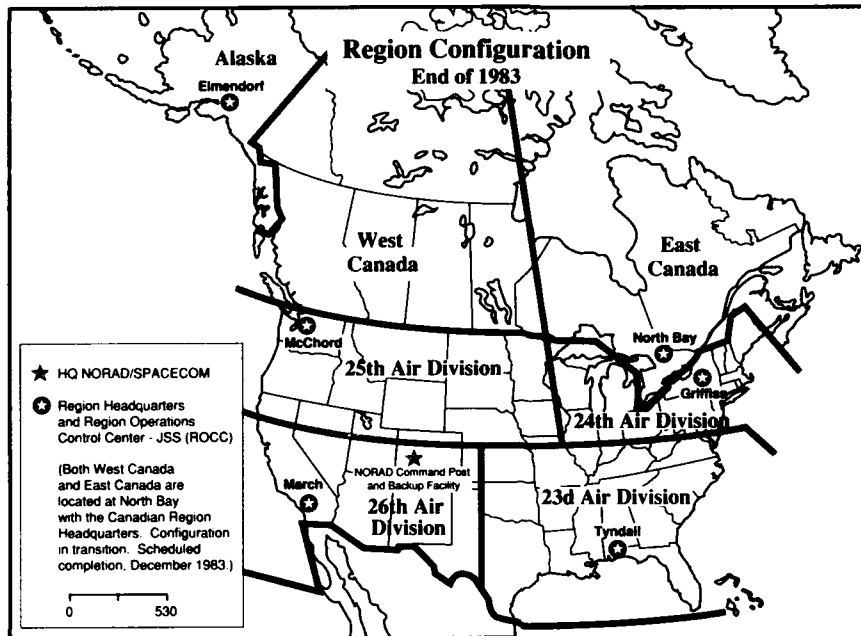 Region Configuration
End of 1983
Alaska
Elmendorf
West
Canada
East
Canada
McChord
North Bay
Griffiss
25th Air Division
24th Air Division
NORAD Command Post
and Backup Facility
March
26th Air
Division
23d Air Division
Tyndall
HQ NORAD/SPACECOM
Region Headquarters
and Region Operations
Control Center - JSS (ROCC)
(Both West Canada
and East Canada are
located at North Bay
with the Canadian Region
Headquarters. Configuration
in transition. Scheduled
completion, December 1983.)
0
530